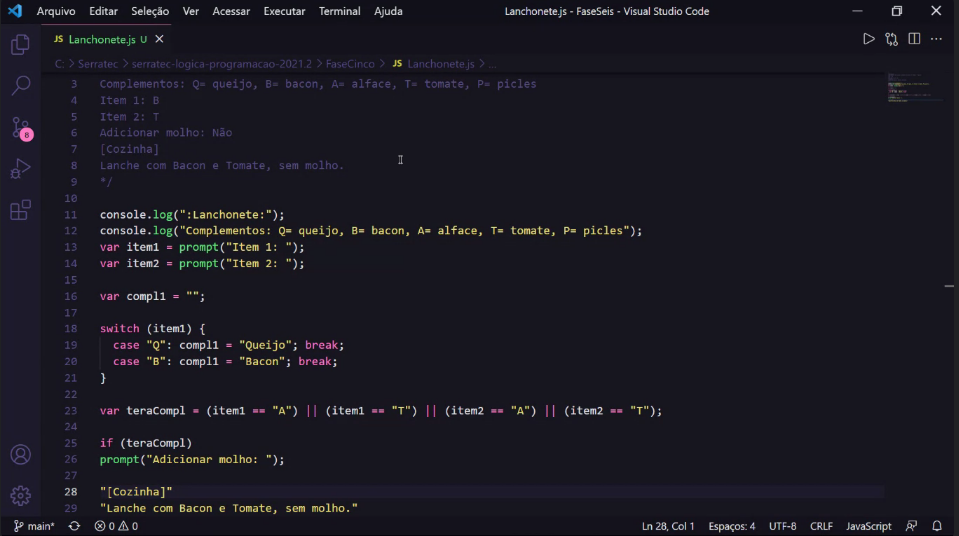 Arquivo Editar Seleção Ver Acessar Executar Terminal Ajuda Lanchonete.js - FaseSeis - Visual Studio Code
JS Lanchonete.js U
C: > Serratec > serratec-logica-programacao-2021.2 > FaseCinco > JS Lanchonete.js > ...
3 Complementos: Q= queijo, B= bacon, A= alface, T= tomate, P= picles
4 Item 1: B
5 Item 2: T
6 Adicionar molho: Não
7 [Cozinha]
8 Lanche com Bacon e Tomate, sem molho.
9 */
10
11 console.log(":Lanchonete:");
12 console.log("Complementos: Q= queijo, B= bacon, A= alface, T= tomate, P= picles");
13 var item1 = prompt("Item 1: ");
14 var item2 = prompt("Item 2: ");
15
16 var compl1 = "";
17
18 switch (item1) {
19 case "Q": compl1 = "Queijo"; break;
20 case "B": compl1 = "Bacon"; break;
21 }
22
23 var teraCompl = (item1 == "A") || (item1 == "T") || (item2 == "A") || (item2 == "T");
24
25 if (teraCompl)
26 prompt("Adicionar molho: ");
27
28 "[Cozinha]"
29 "Lanche com Bacon e Tomate, sem molho."
8
main* 0 0 Ln 28, Col 1 Espaços: 4 UTF-8 CRLF JavaScript